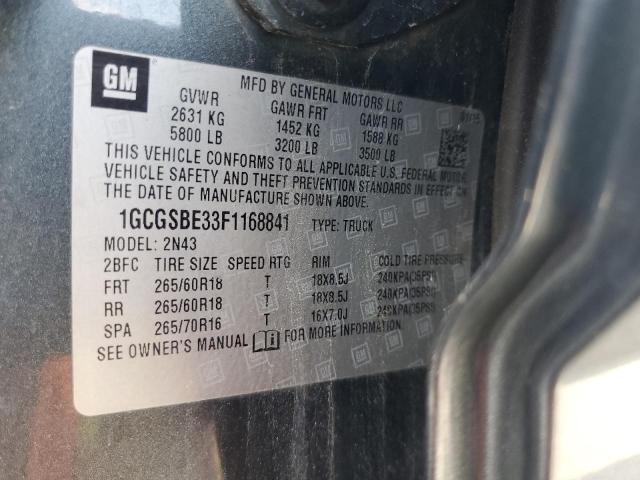 GM
MFD BY GENERAL MOTORS LLC
GVWR GAWR FRT GAWR RR
2631 KG 1452 KG 1588 KG
5800 LB 3200 LB 3500 LB
THIS VEHICLE CONFORMS TO ALL APPLICABLE U.S. FEDERAL MOTOR
VEHICLE SAFETY AND THEFT PREVENTION STANDARDS IN EFFECT ON
THE DATE OF MANUFACTURE SHOWN ABOVE.
1GCGSBE33F1168841 TYPE: TRUCK
MODEL: 2N43
2BFC TIRE SIZE SPEED RTG RIM COLD TIRE PRESSURE
FRT 265/60R18 T 18X8.5J 240KPA(35PSI)
RR 265/60R18 T 18X8.5J 240KPA(35PSI)
SPA 265/70R16 T 16X7.0J 240KPA(35PSI)
SEE OWNER'S MANUAL FOR MORE INFORMATION